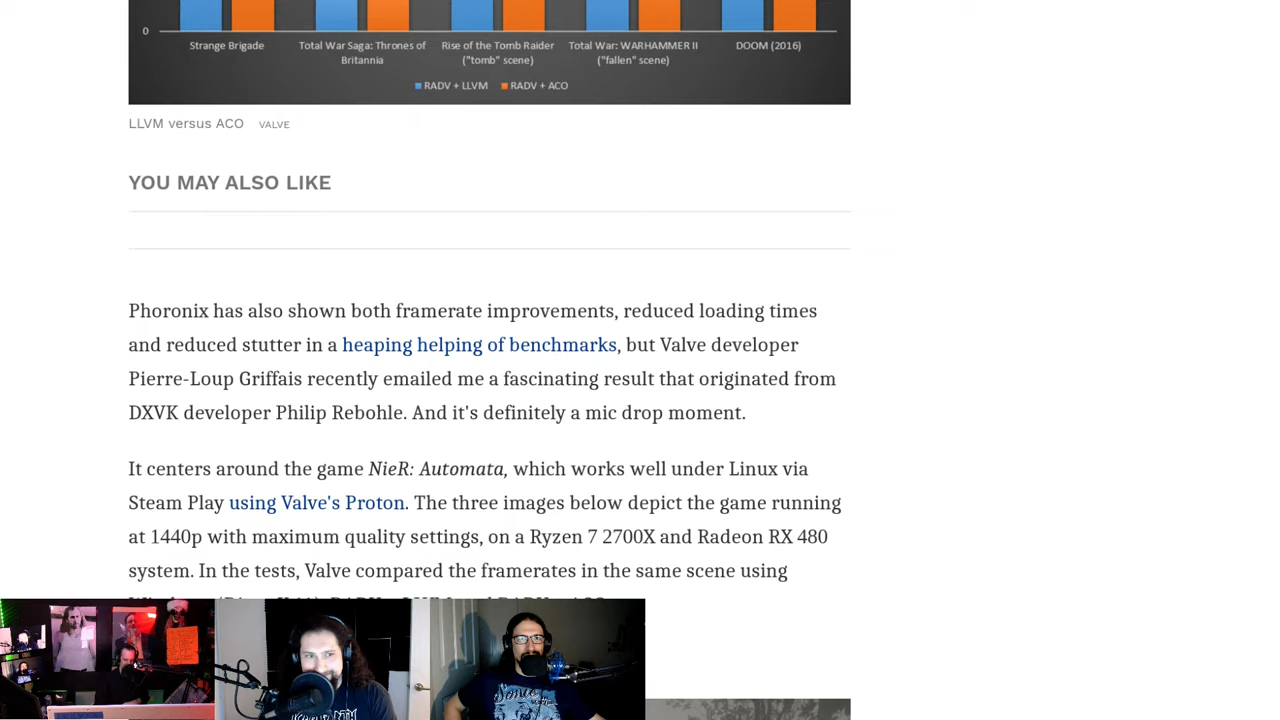 0
Strange Brigade
Total War Saga: Thrones of Britannia
Rise of the Tomb Raider ("tomb" scene)
Total War: WARHAMMER II ("fallen" scene)
DOOM (2016)
RADV + LLVM RADV + ACO
LLVM versus ACO VALVE
YOU MAY ALSO LIKE
Phoronix has also shown both framerate improvements, reduced loading times
and reduced stutter in a heaping helping of benchmarks, but Valve developer
Pierre-Loup Griffais recently emailed me a fascinating result that originated from
DXVK developer Philip Rebohle. And it's definitely a mic drop moment.
It centers around the game NieR: Automata, which works well under Linux via
Steam Play using Valve's Proton. The three images below depict the game running
at 1440p with maximum quality settings, on a Ryzen 7 2700X and Radeon RX 480
system. In the tests, Valve compared the framerates in the same scene using